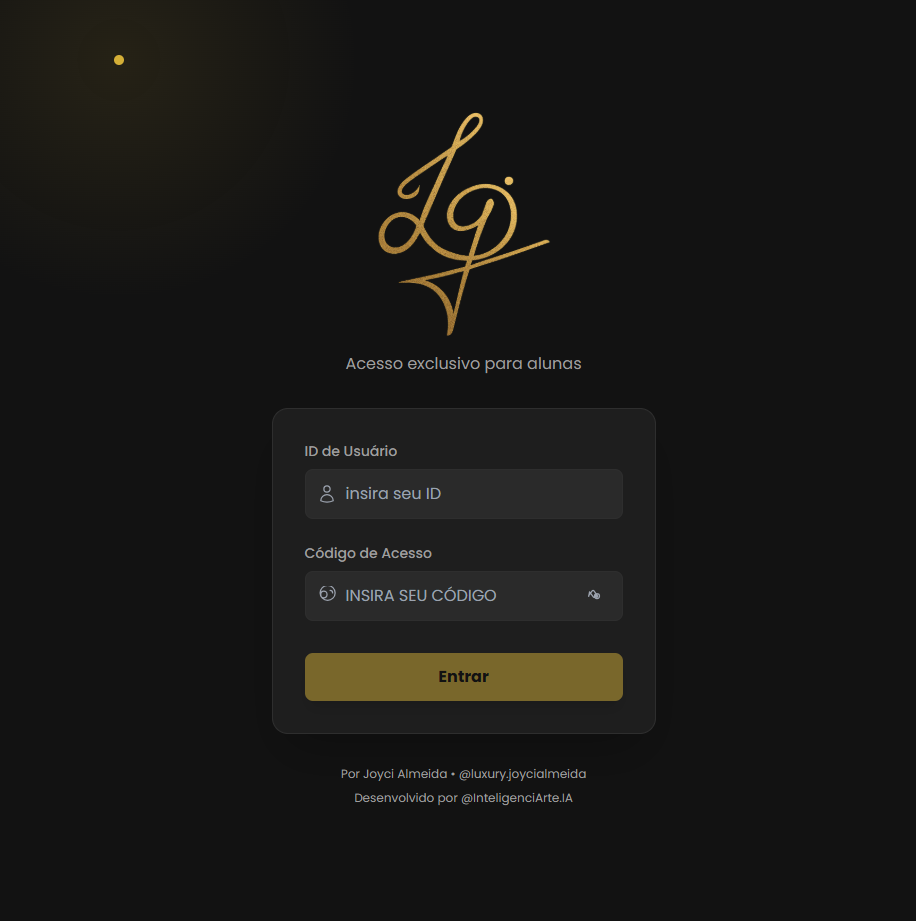 Acesso exclusivo para alunas
ID de Usuário
insira seu ID
Código de Acesso
INSIRA SEU CÓDIGO
Entrar
Por Joyci Almeida • @luxury.joycialmeida
Desenvolvido por @InteligenciArte.IA